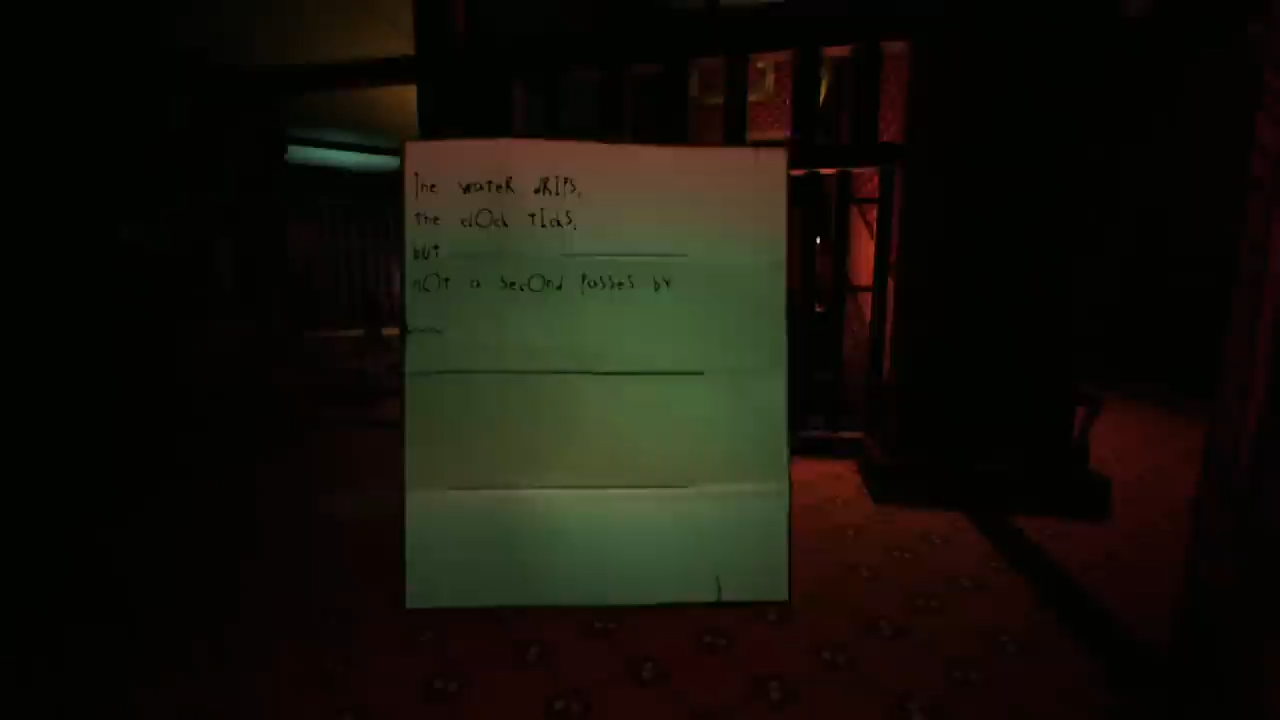 The wateR dRIPs,
the clOck tIcks,
but
nOt a secOnd passes by